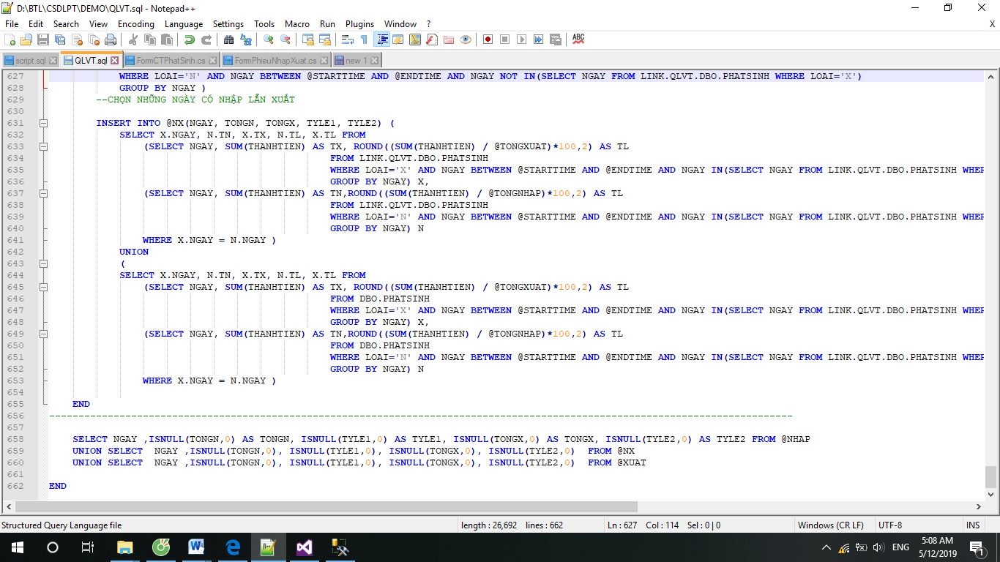 D:\BTL\CSDLPT\DEMO\QLVT.sql - Notepad++
File Edit Search View Encoding Language Settings Tools Macro Run Plugins Window ? X
script.sql QLVT.sql FormCTPhatSinh.cs FormPhieuNhapXuat.cs new 1
627 WHERE LOAI='N' AND NGAY BETWEEN @STARTTIME AND @ENDTIME AND NGAY NOT IN(SELECT NGAY FROM LINK.QLVT.DBO.PHATSINH WHERE LOAI='X')
628 GROUP BY NGAY )
629 --CHỌN NHỮNG NGÀY CÓ NHẬP LẪN XUẤT
630
631 INSERT INTO @NX(NGAY, TONGN, TONGX, TYLE1, TYLE2) (
632 SELECT X.NGAY, N.TN, X.TX, N.TL, X.TL FROM
633 (SELECT NGAY, SUM(THANHTIEN) AS TX, ROUND((SUM(THANHTIEN) / @TONGXUAT)*100,2) AS TL
634 FROM LINK.QLVT.DBO.PHATSINH
635 WHERE LOAI='X' AND NGAY BETWEEN @STARTTIME AND @ENDTIME AND NGAY IN(SELECT NGAY FROM LINK.QLVT.DBO.PHATSINH WHER
636 GROUP BY NGAY) X,
637 (SELECT NGAY, SUM(THANHTIEN) AS TN,ROUND((SUM(THANHTIEN) / @TONGNHAP)*100,2) AS TL
638 FROM LINK.QLVT.DBO.PHATSINH
639 WHERE LOAI='N' AND NGAY BETWEEN @STARTTIME AND @ENDTIME AND NGAY IN(SELECT NGAY FROM LINK.QLVT.DBO.PHATSINH WHER
640 GROUP BY NGAY) N
641 WHERE X.NGAY = N.NGAY )
642 UNION
643 (
644 SELECT X.NGAY, N.TN, X.TX, N.TL, X.TL FROM
645 (SELECT NGAY, SUM(THANHTIEN) AS TX, ROUND((SUM(THANHTIEN) / @TONGXUAT)*100,2) AS TL
646 FROM DBO.PHATSINH
647 WHERE LOAI='X' AND NGAY BETWEEN @STARTTIME AND @ENDTIME AND NGAY IN(SELECT NGAY FROM LINK.QLVT.DBO.PHATSINH WHER
648 GROUP BY NGAY) X,
649 (SELECT NGAY, SUM(THANHTIEN) AS TN,ROUND((SUM(THANHTIEN) / @TONGNHAP)*100,2) AS TL
650 FROM DBO.PHATSINH
651 WHERE LOAI='N' AND NGAY BETWEEN @STARTTIME AND @ENDTIME AND NGAY IN(SELECT NGAY FROM LINK.QLVT.DBO.PHATSINH WHER
652 GROUP BY NGAY) N
653 WHERE X.NGAY = N.NGAY )
654
655 END
656 -------------------------------------------------------------------------------------------------------------------------------
657
658 SELECT NGAY ,ISNULL(TONGN,0) AS TONGN, ISNULL(TYLE1,0) AS TYLE1, ISNULL(TONGX,0) AS TONGX, ISNULL(TYLE2,0) AS TYLE2 FROM @NHAP
659 UNION SELECT NGAY ,ISNULL(TONGN,0), ISNULL(TYLE1,0), ISNULL(TONGX,0), ISNULL(TYLE2,0) FROM @NX
660 UNION SELECT NGAY ,ISNULL(TONGN,0), ISNULL(TYLE1,0), ISNULL(TONGX,0), ISNULL(TYLE2,0) FROM @XUAT
661
662 END
Structured Query Language file length : 26,692 lines : 662 Ln : 627 Col : 114 Sel : 0 | 0 Windows (CR LF) UTF-8 INS
ENG 5:08 AM
5/12/2019
1